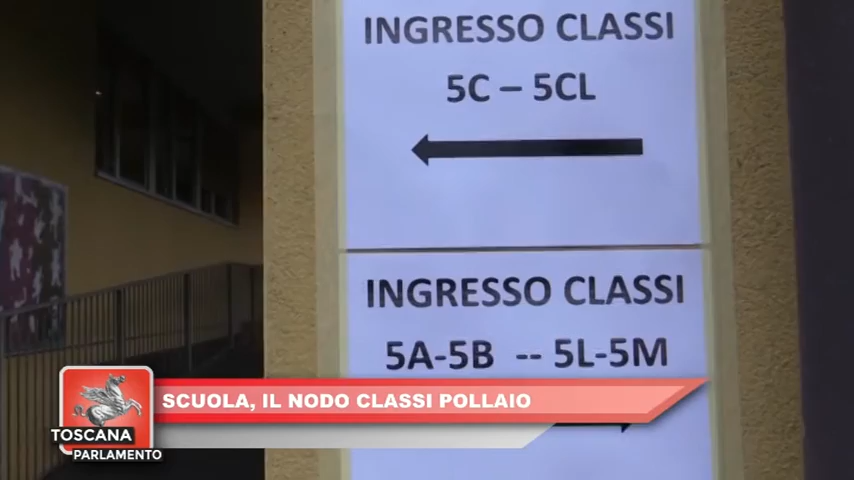 INGRESSO CLASSI
5C – 5CL
INGRESSO CLASSI
5A-5B -- 5L-5M
SCUOLA, IL NODO CLASSI POLLAIO
TOSCANA
PARLAMENTO